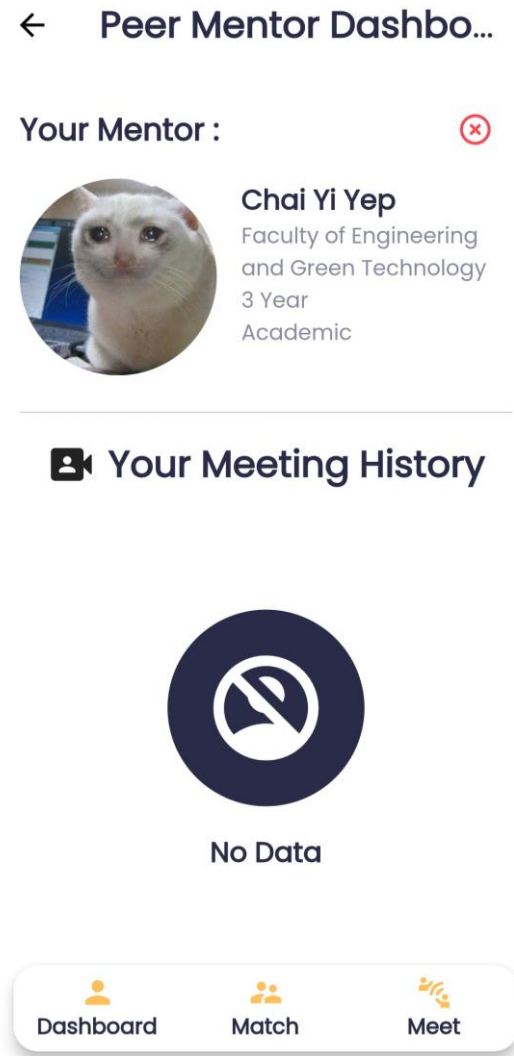 Peer Mentor Dashbo...
Your Mentor :
Chai Yi Yep
Faculty of Engineering
and Green Technology
3 Year
Academic
Your Meeting History
No Data
Dashboard
Match
Meet